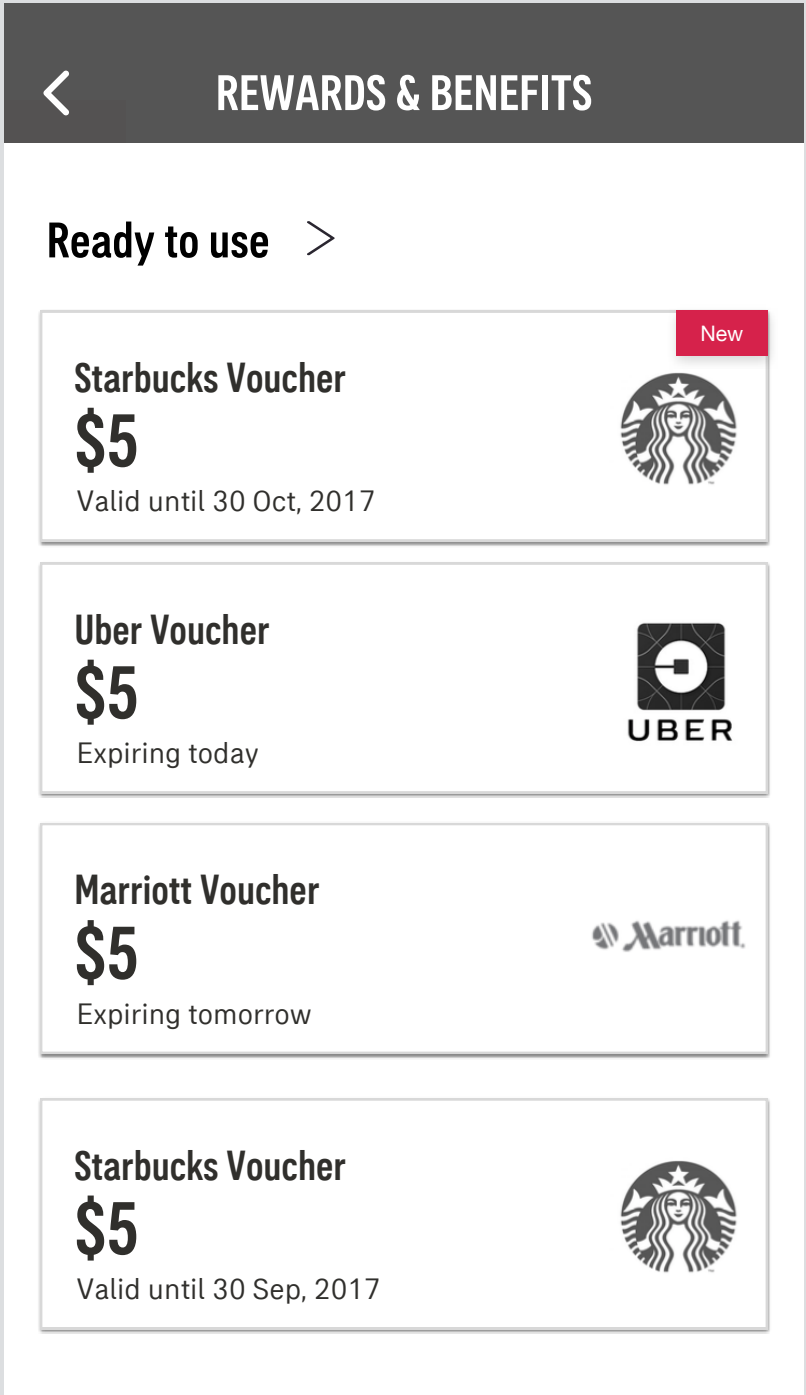 REWARDS & BENEFITS
Ready to use
New
Starbucks Voucher
$5
Valid until 30 Oct, 2017
Uber Voucher
$5
Expiring today
UBER
Marriott Voucher
$5
Expiring tomorrow
Marriott.
Starbucks Voucher
$5
Valid until 30 Sep, 2017